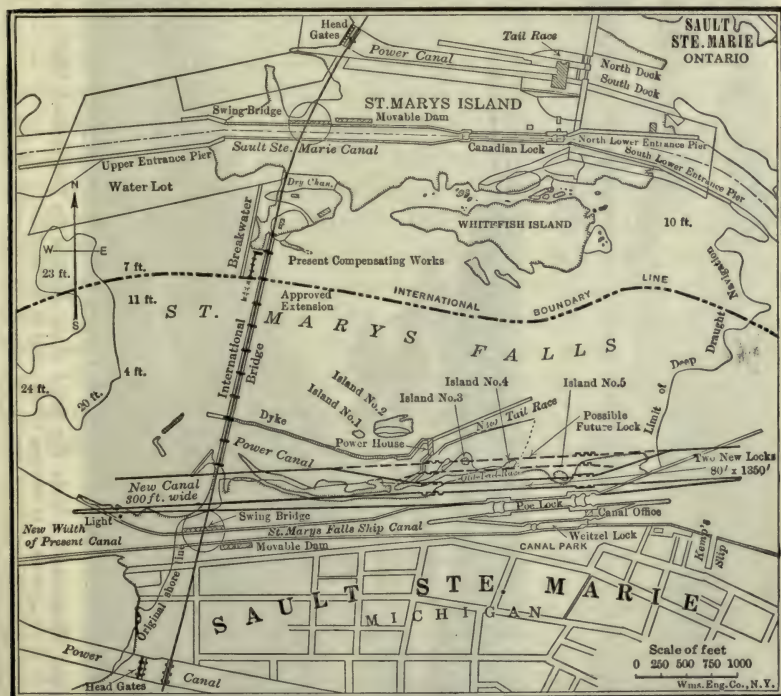 SAULT
STE. MARIE
ONTARIO
Head
Gates
Power Canal
Tail Race
North Dock
South Dock
Swing-Bridge
ST. MARYS ISLAND
Movable Dam
Sault Ste. Marie Canal
Canadian Lock
North Lower Entrance Pier
South Lower Entrance Pier
Upper Entrance Pier
Water Lot
Dry Chan.
Breakwater
WHITEFISH ISLAND
10 ft.
N
W
E
S
23 ft.
7 ft.
11 ft.
Present Compensating Works
Approved
Extension
INTERNATIONAL BOUNDARY LINE
ST. MARYS FALLS
International
Bridge
Limit of Deep Draught Navigation
4 ft.
20 ft.
24 ft.
Island No.1
Island No.2
Island No.3
Island No.4
Island No.5
Dyke
Power House
New Tail Race
Possible
Future Lock
Power Canal
Old Tail Race
Two New Locks
80' x 1350'
New Canal
300 ft. wide
Light
New Width
of Present Canal
Swing Bridge
St. Marys Falls Ship Canal
Movable Dam
Poe Lock
Canal Office
Weitzel Lock
CANAL PARK
Kemp's
Slip
Original shore line
SAULT STE. MARIE
MICHIGAN
Power Canal
Head Gates
Scale of feet
0 250 500 750 1000
Wms. Eng. Co., N.Y.